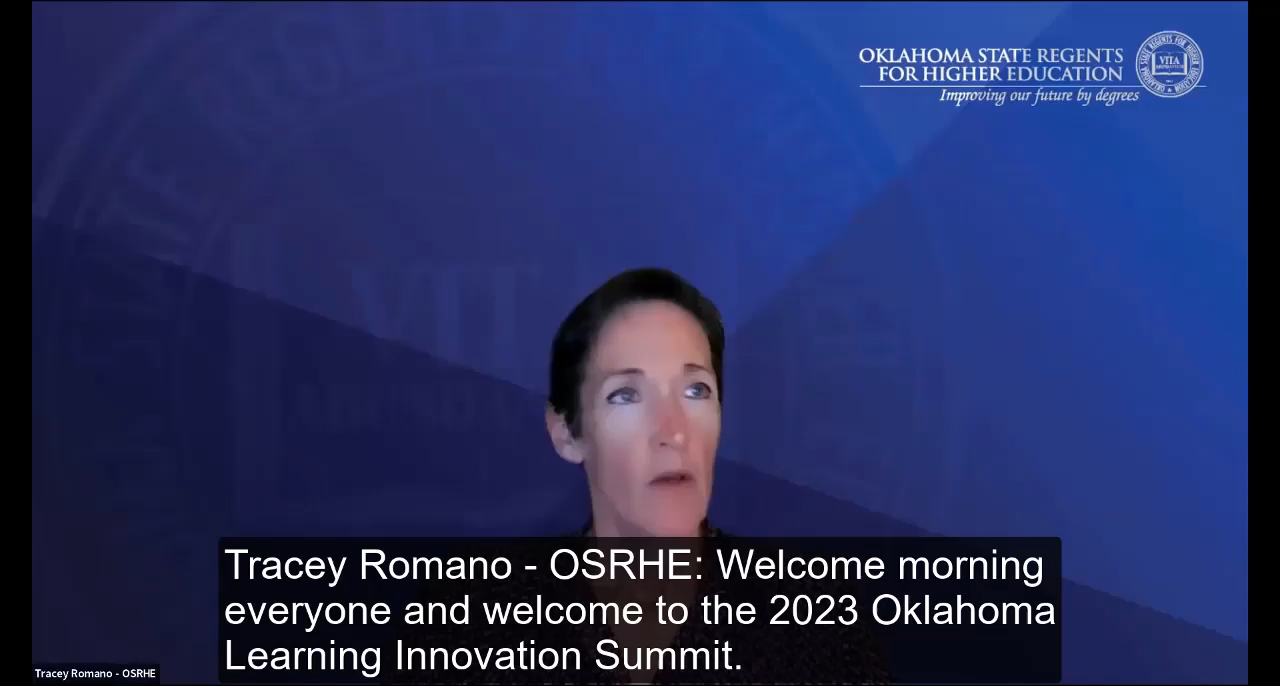 OKLAHOMA STATE REGENTS
FOR HIGHER EDUCATION
Improving our future by degrees
VITA
Tracey Romano - OSRHE: Welcome morning
everyone and welcome to the 2023 Oklahoma
Learning Innovation Summit.
Tracey Romano - OSRHE